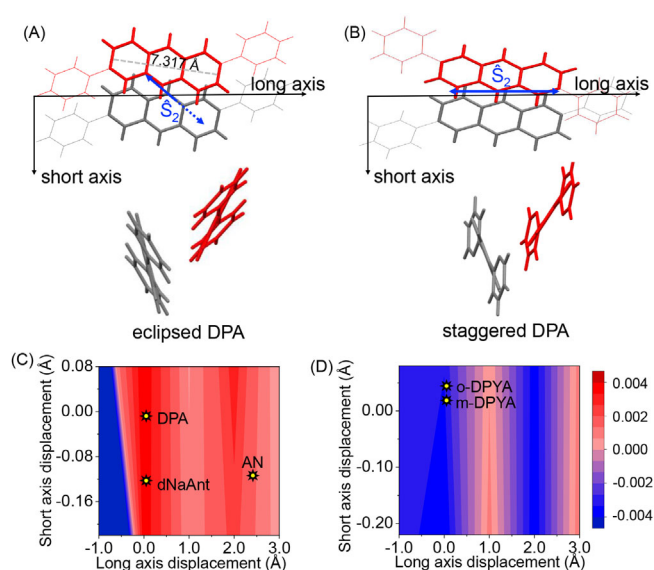 (A)
(B)
7.317 Å
long axis
Ŝ2
short axis
long axis
Ŝ2
short axis
eclipsed DPA
staggered DPA
(C)
Short axis displacement (Å)
0.08
0.00
-0.08
-0.16
DPA
dNaAnt
AN
-1.0 0.0 1.0 2.0 3.0
Long axis displacement (Å)
(D)
Short axis displacement (Å)
0.00
-0.10
-0.20
o-DPYA
m-DPYA
-1.0 0.0 1.0 2.0 3.0
Long axis displacement (Å)
0.004
0.002
0.000
-0.002
-0.004